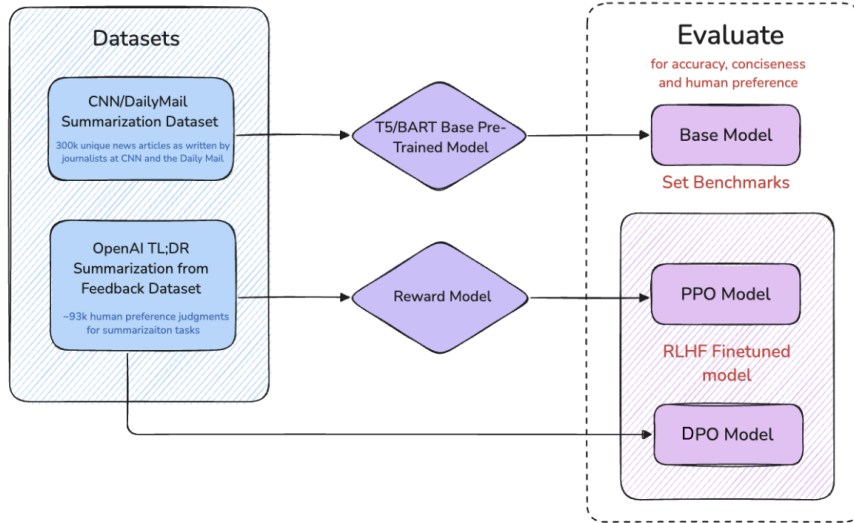 Datasets
CNN/DailyMail
Summarization Dataset
300k unique news articles as written by
journalists at CNN and the Daily Mail
OpenAI TL;DR
Summarization from
Feedback Dataset
~93k human preference judgments
for summarizaiton tasks
T5/BART Base Pre-
Trained Model
Reward Model
Evaluate
for accuracy, conciseness
and human preference
Base Model
Set Benchmarks
PPO Model
RLHF Finetuned
model
DPO Model